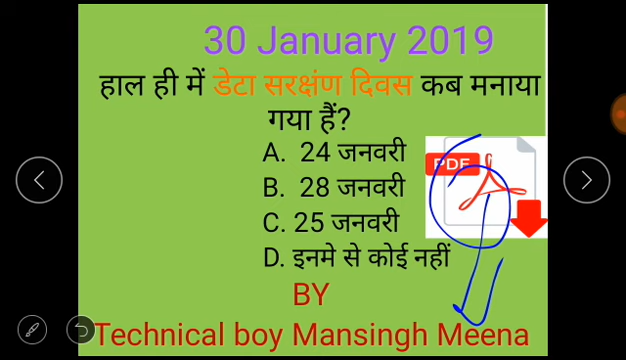 30 January 2019
हाल ही में डेटा सरक्षंण दिवस कब मनाया
गया हैं?
A. 24 जनवरी
B. 28 जनवरी
C. 25 जनवरी
D. इनमे से कोई नहीं
PDF
BY
Technical boy Mansingh Meena